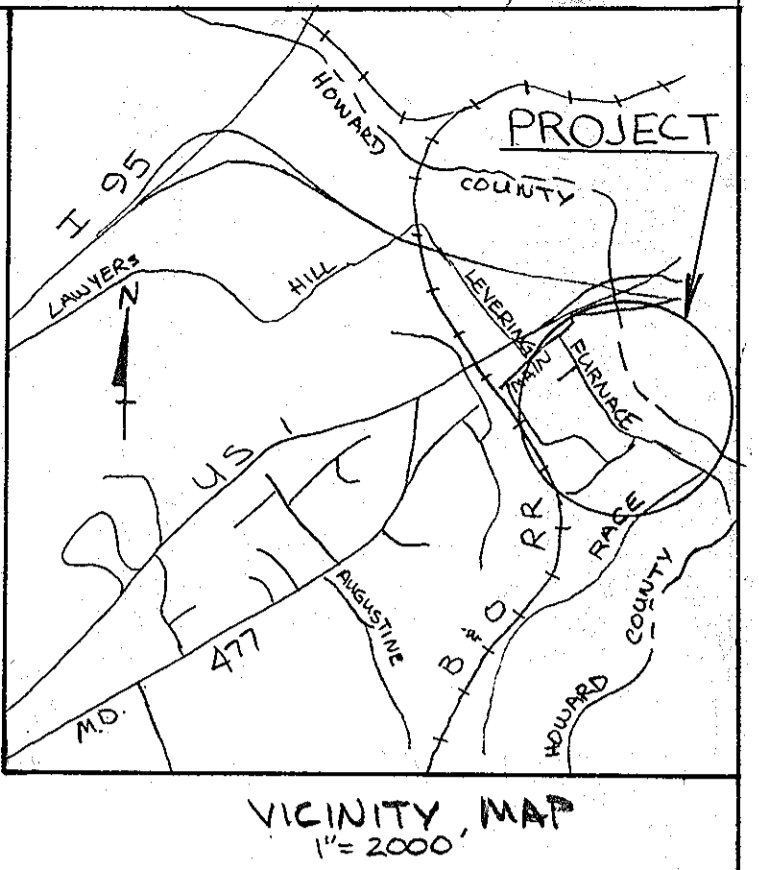 HOWARD
PROJECT
COUNTY
I 95
LAWYERS
HILL
N
LEVERING
MAIN
FURNACE
US 1
RR
RACE
AUGUSTINE
COUNTY
B & O
477
M.D.
HOWARD
VICINITY MAP
1"= 2000'